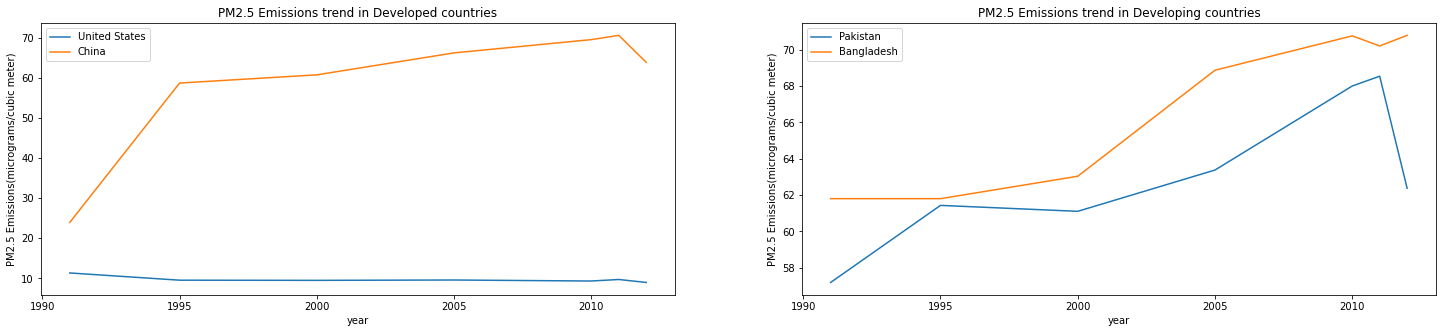 PM2.5 Emissions trend in Developed countries
PM2.5 Emissions(micrograms/cubic meter)
70
60
50
40
30
20
10
United States
China
1990
1995
2000
2005
2010
year
PM2.5 Emissions trend in Developing countries
PM2.5 Emissions(micrograms/cubic meter)
70
68
66
64
62
60
58
Pakistan
Bangladesh
1990
1995
2000
2005
2010
year